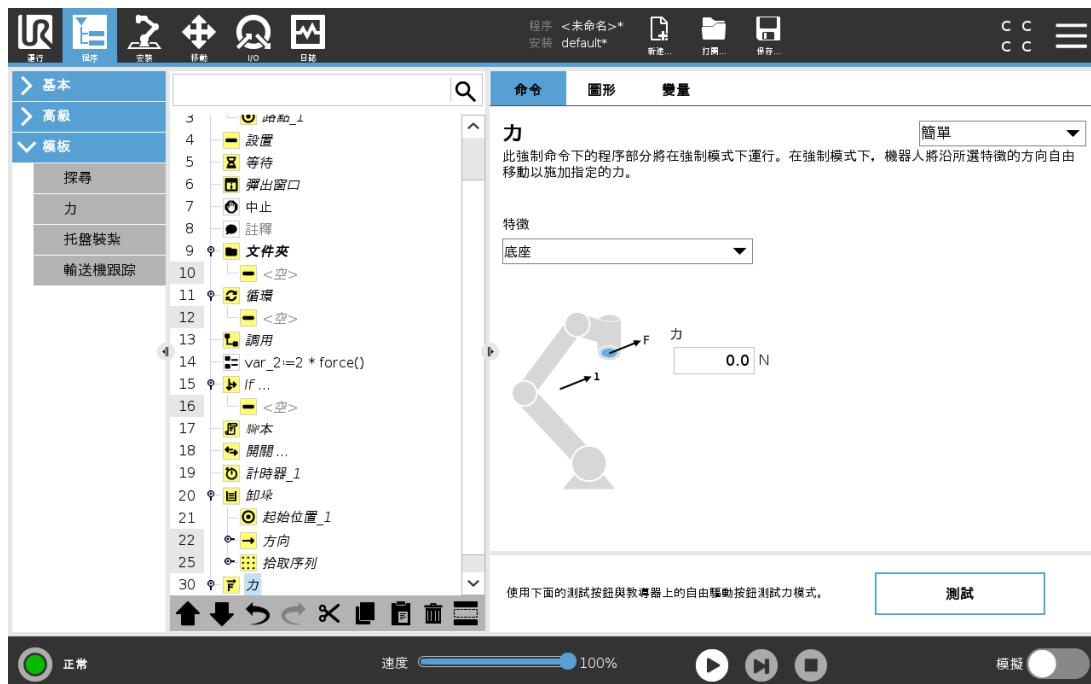 程序 <未命名>*
安裝 default*
運行
程序
安裝
移動
I/O
日誌
新建...
打開...
保存...
C C
C C
基本
高級
模板
探尋
力
托盤裝紮
輸送機跟踪
3 路點_1
4 設置
5 等待
6 彈出窗口
7 中止
8 註釋
9 文件夾
10 <空>
11 循環
12 <空>
13 調用
14 var_2:=2 * force()
15 If ...
16 <空>
17 腳本
18 開關 ...
19 計時器_1
20 卸垛
21 起始位置_1
22 方向
25 拾取序列
30 力
命令 圖形 變量
力
簡單
此強制命令下的程序部分將在強制模式下運行。在強制模式下，機器人將沿所選特徵的方向自由
移動以施加指定的力。
特徵
底座
F
1
力
0.0 N
使用下面的測試按鈕與教導器上的自由驅動按鈕測試力模式。
測試
正常
速度
100%
模擬